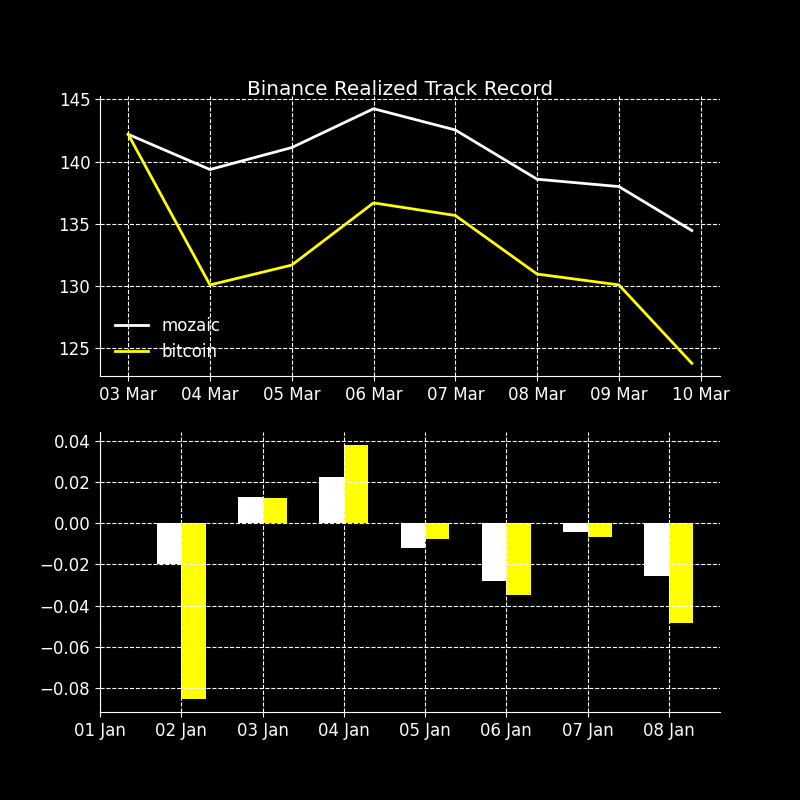 Binance Realized Track Record
145
140
135
130
125
mozaic
bitcoin
03 Mar 04 Mar 05 Mar 06 Mar 07 Mar 08 Mar 09 Mar 10 Mar
0.04
0.02
0.00
−0.02
−0.04
−0.06
−0.08
01 Jan 02 Jan 03 Jan 04 Jan 05 Jan 06 Jan 07 Jan 08 Jan